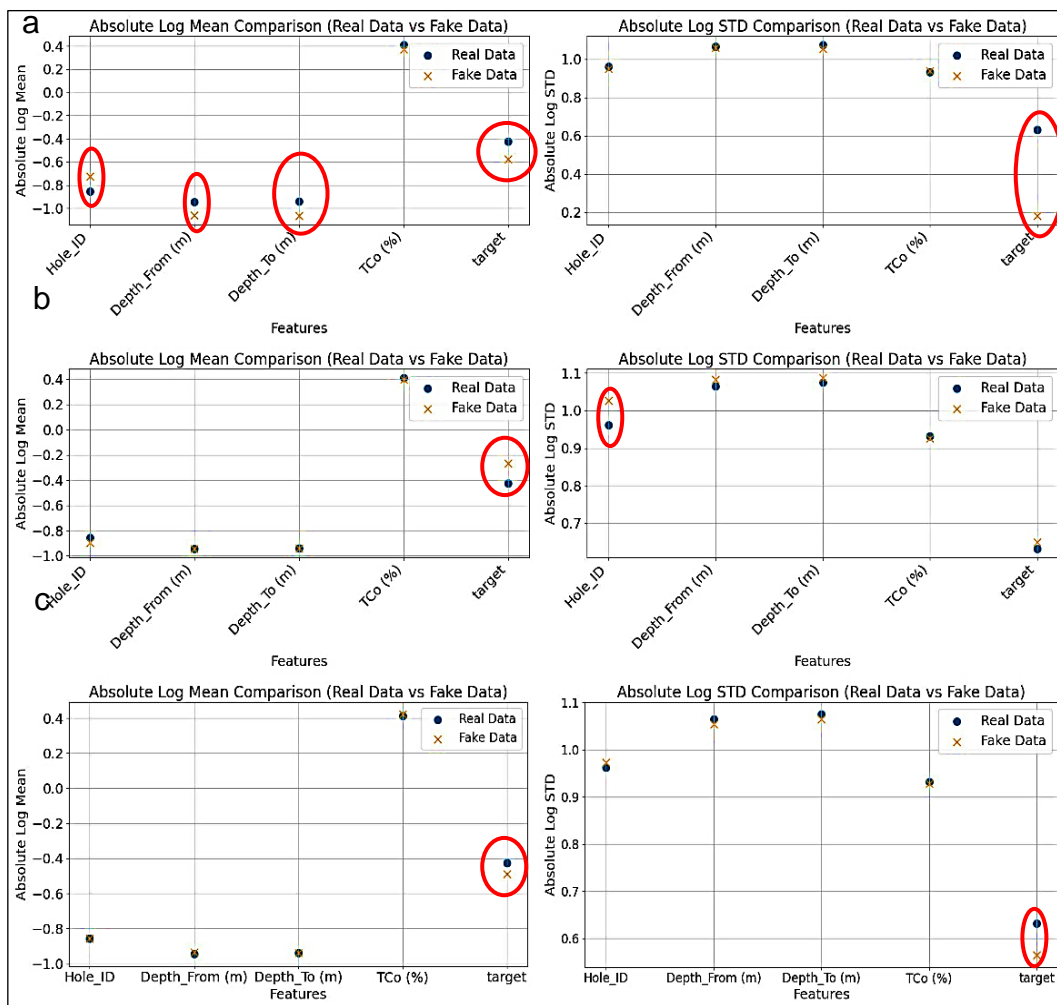 a
Absolute Log Mean Comparison (Real Data vs Fake Data)
Absolute Log Mean
0.4
0.2
0.0
−0.2
−0.4
−0.6
−0.8
−1.0
Real Data
Fake Data
Hole_ID
Depth_From (m)
Depth_To (m)
TCo (%)
target
Features
Absolute Log STD Comparison (Real Data vs Fake Data)
Absolute Log STD
1.0
0.8
0.6
0.4
0.2
Real Data
Fake Data
Hole_ID
Depth_From (m)
Depth_To (m)
TCo (%)
target
Features
b
Absolute Log Mean Comparison (Real Data vs Fake Data)
Absolute Log Mean
0.4
0.2
0.0
−0.2
−0.4
−0.6
−0.8
−1.0
Real Data
Fake Data
Hole_ID
Depth_From (m)
Depth_To (m)
TCo (%)
target
Features
Absolute Log STD Comparison (Real Data vs Fake Data)
Absolute Log STD
1.1
1.0
0.9
0.8
0.7
Real Data
Fake Data
Hole_ID
Depth_From (m)
Depth_To (m)
TCo (%)
target
Features
c
Absolute Log Mean Comparison (Real Data vs Fake Data)
Absolute Log Mean
0.4
0.2
0.0
−0.2
−0.4
−0.6
−0.8
−1.0
Real Data
Fake Data
Hole_ID
Depth_From (m)
Depth_To (m)
TCo (%)
target
Features
Absolute Log STD Comparison (Real Data vs Fake Data)
Absolute Log STD
1.1
1.0
0.9
0.8
0.7
0.6
Real Data
Fake Data
Hole_ID
Depth_From (m)
Depth_To (m)
TCo (%)
target
Features